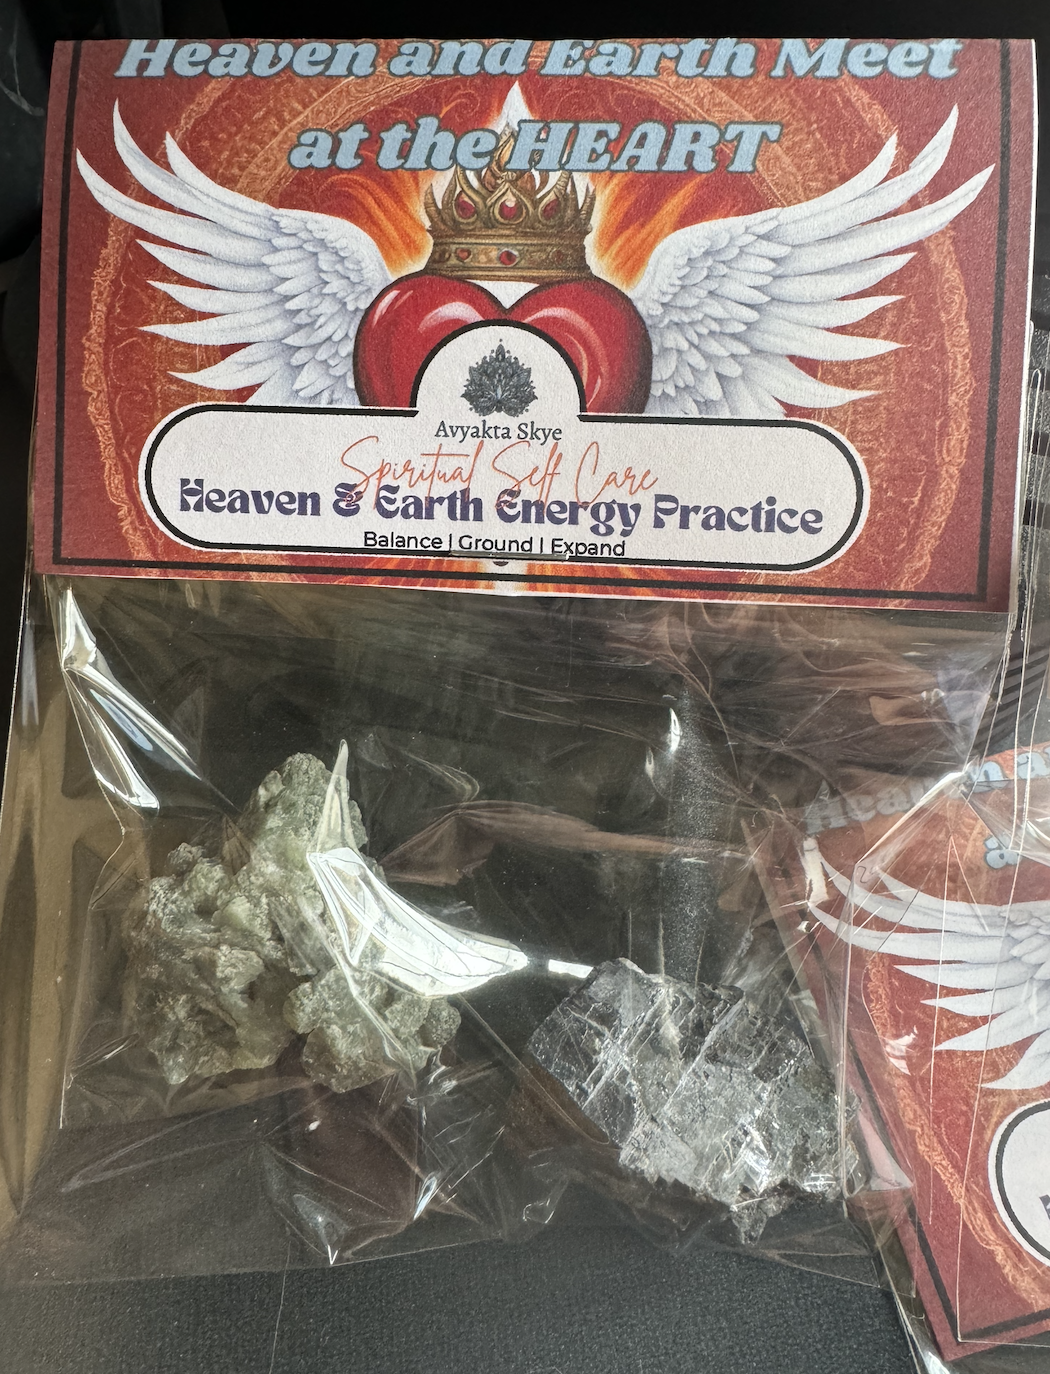 Heaven and Earth Meet
at the HEART
Avyakta Skye
Spiritual Self Care
Heaven & Earth Energy Practice
Balance | Ground | Expand
Hea